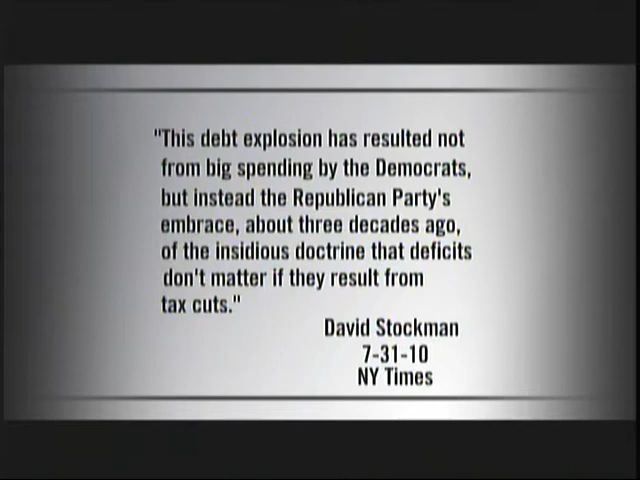 "This debt explosion has resulted not
from big spending by the Democrats,
but instead the Republican Party's
embrace, about three decades ago,
of the insidious doctrine that deficits
don't matter if they result from
tax cuts."
David Stockman
7-31-10
NY Times